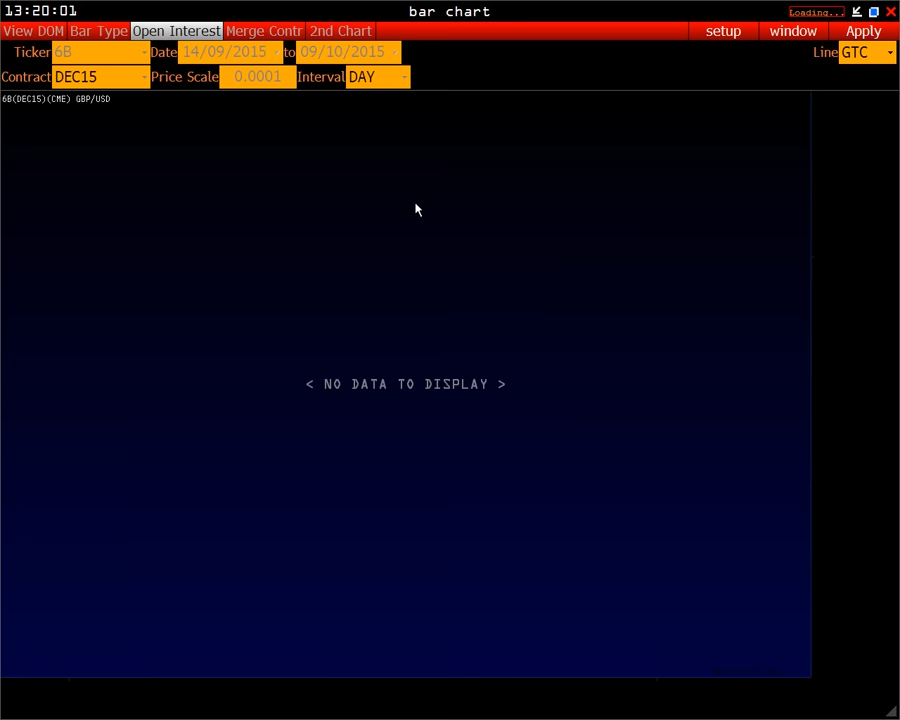 13:20:01 bar chart Loading...
View DOM Bar Type Open Interest Merge Contr 2nd Chart setup window Apply
Ticker 6B Date 14/09/2015 to 09/10/2015 Line GTC
Contract DEC15 Price Scale 0.0001 Interval DAY
6B(DEC15)(CME) GBP/USD
< NO DATA TO DISPLAY >